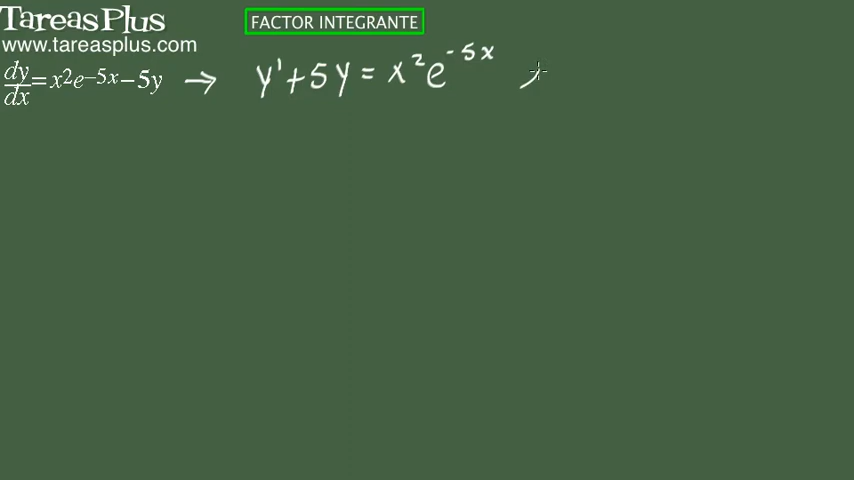 TareasPlus
FACTOR INTEGRANTE
www.tareasplus.com
dy/dx = x²e⁻⁵ˣ − 5y → y' + 5y = x²e⁻⁵ˣ